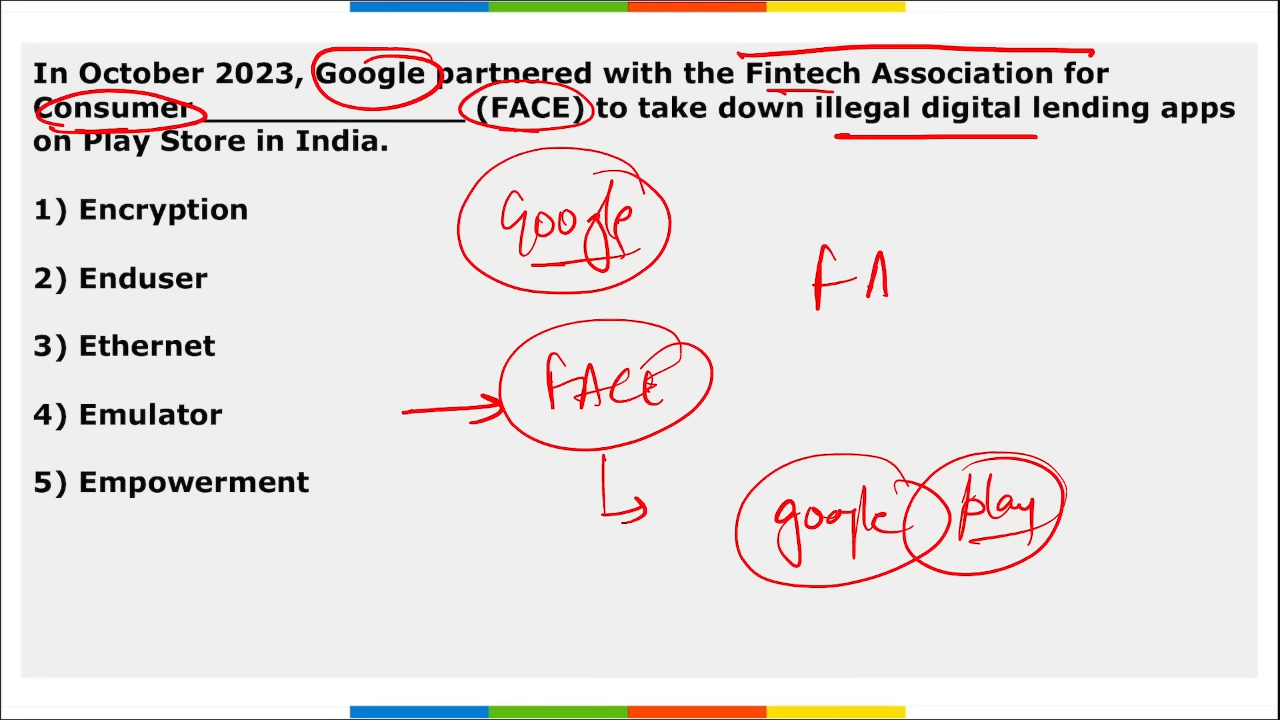 In October 2023, Google partnered with the Fintech Association for
Consumer __________________ (FACE) to take down illegal digital lending apps
on Play Store in India.
1) Encryption
Google
2) Enduser
FA
3) Ethernet
FACE
4) Emulator
5) Empowerment
google play